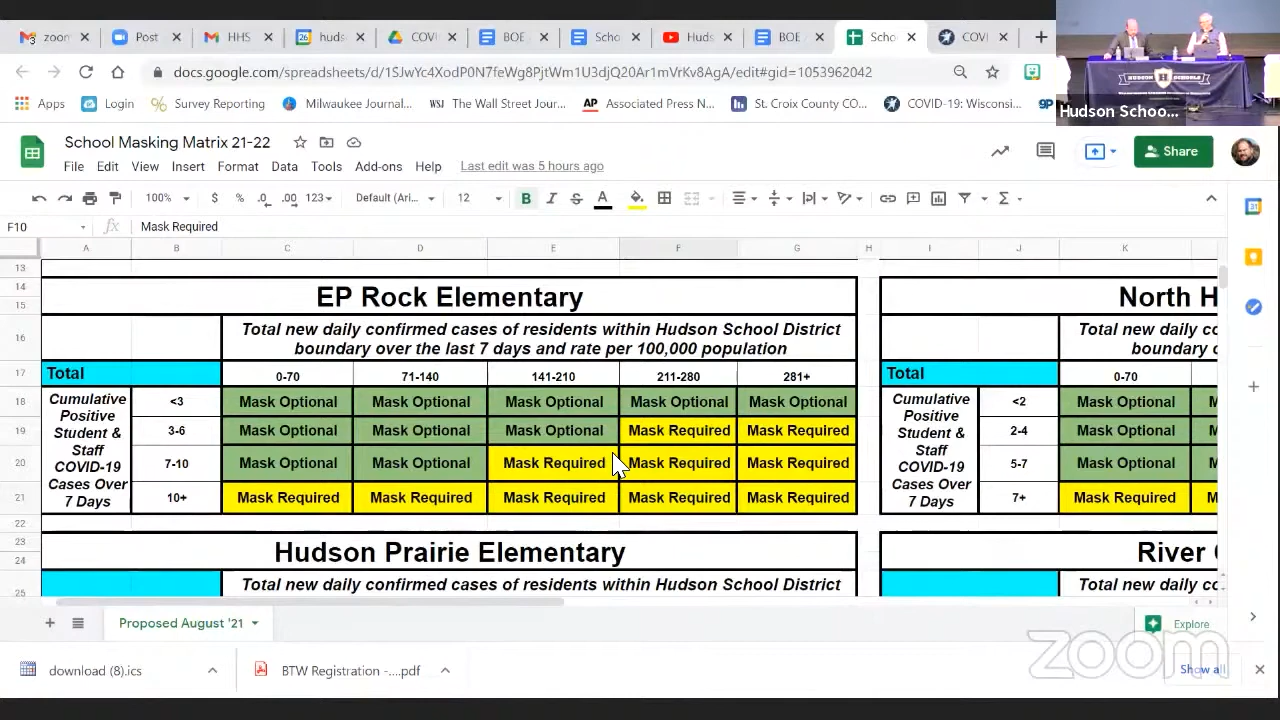 zoom
Post
HHS
huds
COVI
BOE
Scho
Huds
BOE
Scho
COVI
Apps
Login
Survey Reporting
Milwaukee Journal...
The Wall Street Jour...
AP Associated Press N...
St. Croix County CO...
COVID-19: Wisconsi...
Hudson Schoo...
School Masking Matrix 21-22
File Edit View Insert Format Data Tools Add-ons Help Last edit was 5 hours ago
Share
100% $ % .0 .00 123 Default (Ari... 12 B I S A
F10 fx Mask Required
A B C D E F G H I J K
13
14
15
EP Rock Elementary
North H
16
Total new daily confirmed cases of residents within Hudson School District
boundary over the last 7 days and rate per 100,000 population
Total new daily co
boundary o
17 Total 0-70 71-140 141-210 211-280 281+ Total 0-70
18 <3 Mask Optional Mask Optional Mask Optional Mask Optional Mask Optional <2 Mask Optional M
19 3-6 Mask Optional Mask Optional Mask Optional Mask Required Mask Required 2-4 Mask Optional M
20 7-10 Mask Optional Mask Optional Mask Required Mask Required Mask Required 5-7 Mask Optional M
21 10+ Mask Required Mask Required Mask Required Mask Required Mask Required 7+ Mask Required M
Cumulative
Positive
Student &
Staff
COVID-19
Cases Over
7 Days
Cumulative
Positive
Student &
Staff
COVID-19
Cases Over
7 Days
22
23
24
Hudson Prairie Elementary
River
25
Total new daily confirmed cases of residents within Hudson School District
Total new daily co
Proposed August '21
Explore
download (8).ics
BTW Registration -....pdf
Show all
zoom